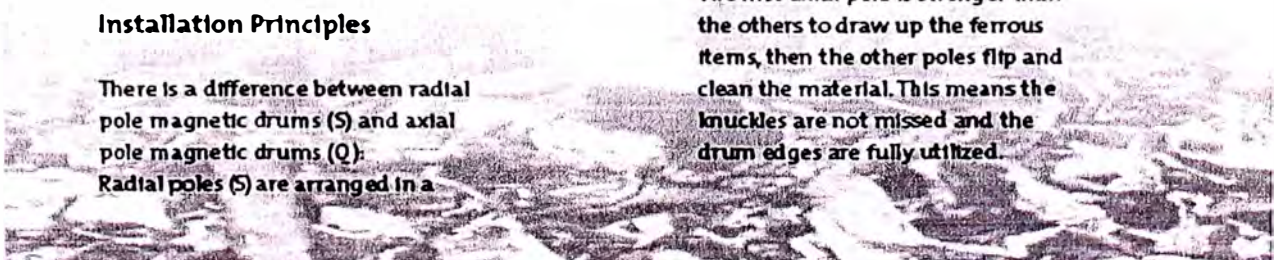 Installation Principles
There is a difference between radial
pole magnetic drums (S) and axial
pole magnetic drums (Q):
Radial poles (S) are arranged in a
the others to draw up the ferrous
items, then the other poles flip and
clean the material. This means the
knuckles are not missed and the
drum edges are fully utilized.